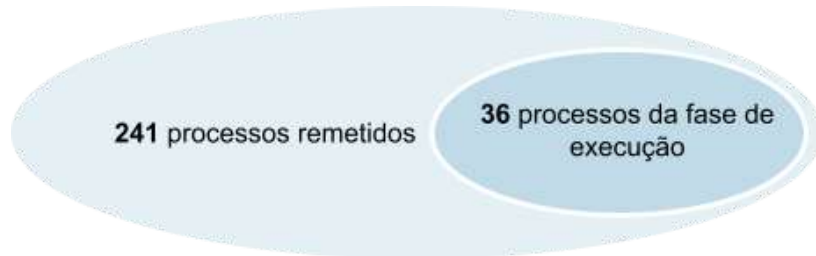 241 processos remetidos
36 processos da fase de
execução